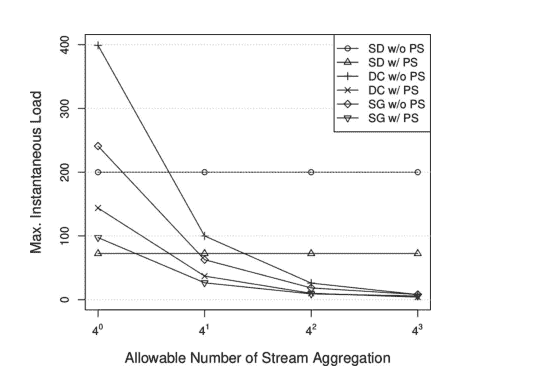 Max. Instantaneous Load
400
300
200
100
0
SD w/o PS
SD w/ PS
DC w/o PS
DC w/ PS
SG w/o PS
SG w/ PS
4⁰ 4¹ 4² 4³
Allowable Number of Stream Aggregation